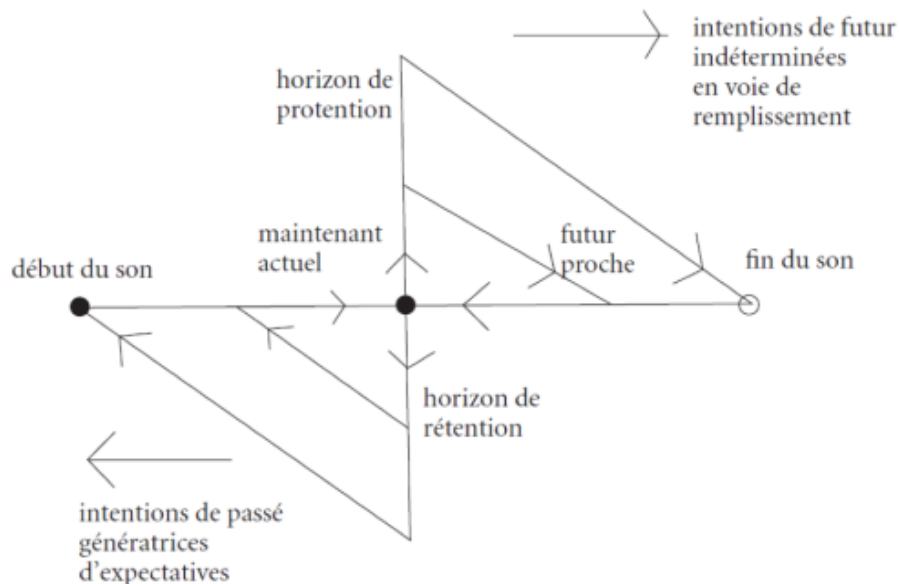 intentions de futur
indéterminées
en voie de
remplissement
horizon de
protention
maintenant
actuel
futur
proche
début du son
fin du son
horizon de
rétention
intentions de passé
génératrices
d'expectatives